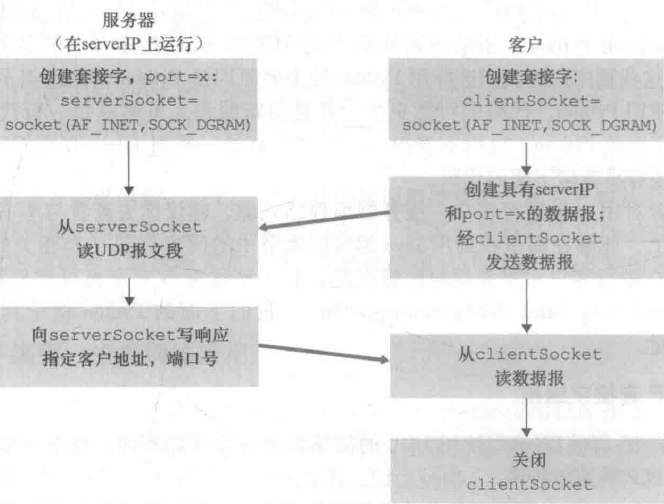 服务器
（在serverIP上运行）
创建套接字，port=x:
serverSocket=
socket(AF_INET,SOCK_DGRAM)
从serverSocket
读UDP报文段
向serverSocket写响应
指定客户地址，端口号
客户
创建套接字:
clientSocket=
socket(AF_INET,SOCK_DGRAM)
创建具有serverIP
和port=x的数据报；
经clientSocket
发送数据报
从clientSocket
读数据报
关闭
clientSocket